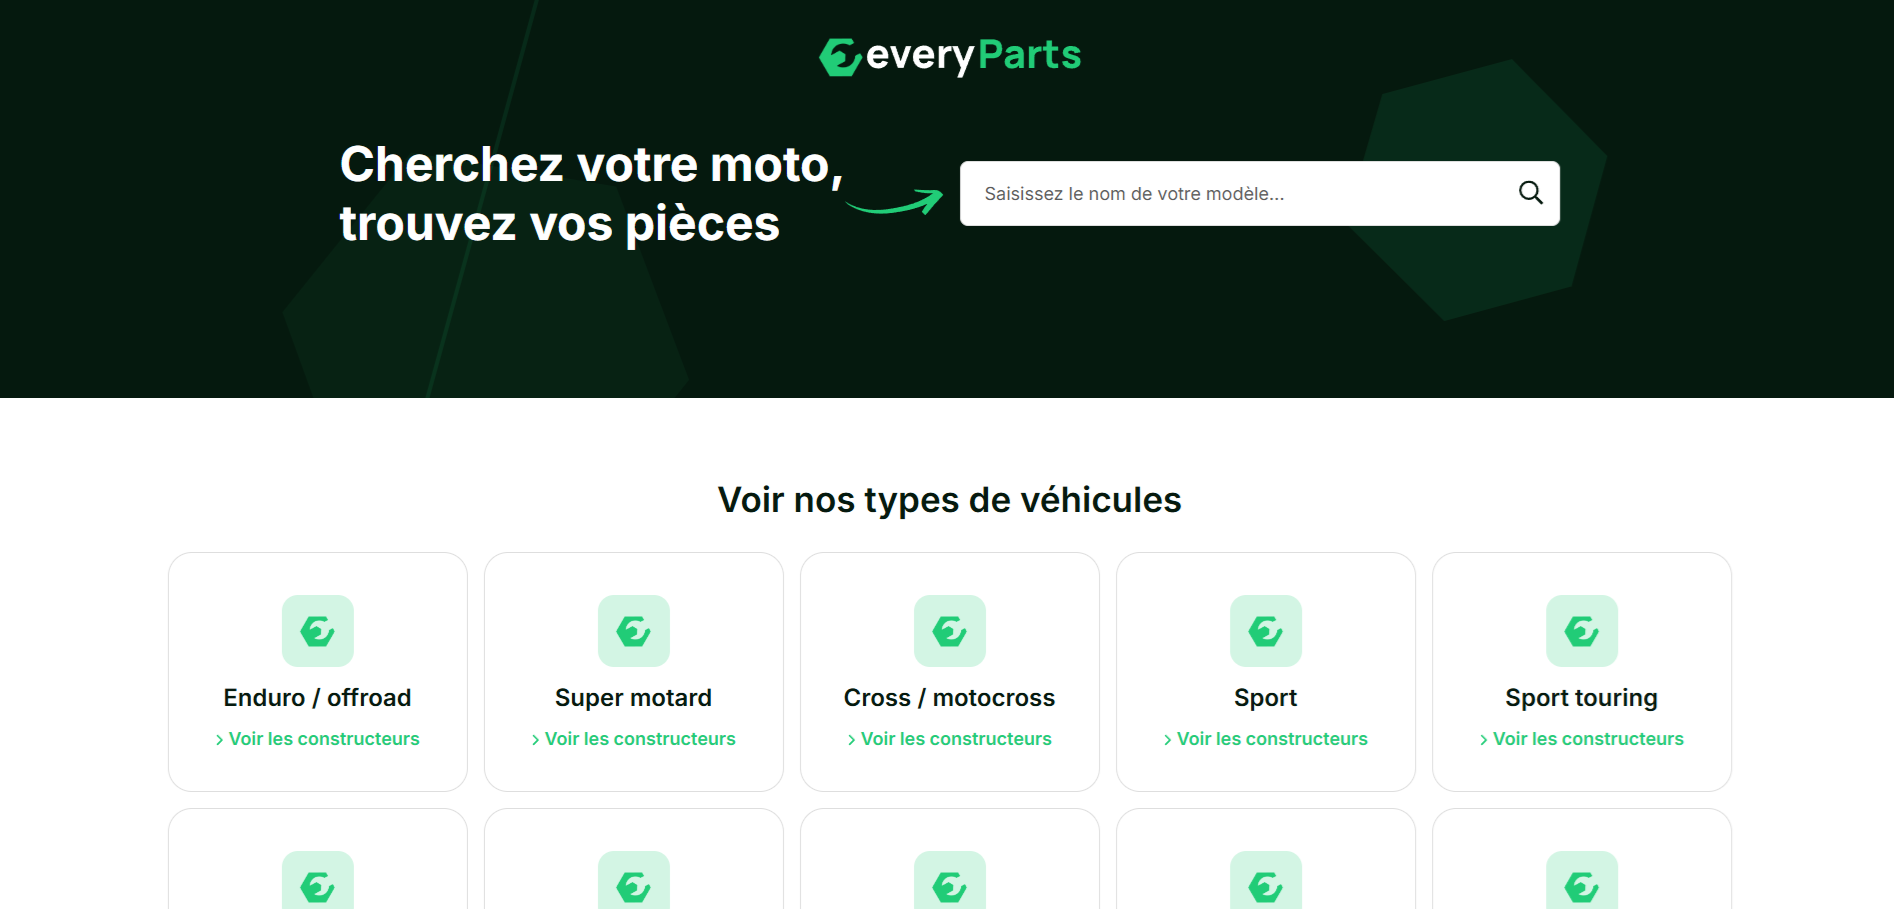 everyParts
Cherchez votre moto,
trouvez vos pièces
Saisissez le nom de votre modèle...
Voir nos types de véhicules
Enduro / offroad
Super motard
Cross / motocross
Sport
Sport touring
Voir les constructeurs
Voir les constructeurs
Voir les constructeurs
Voir les constructeurs
Voir les constructeurs